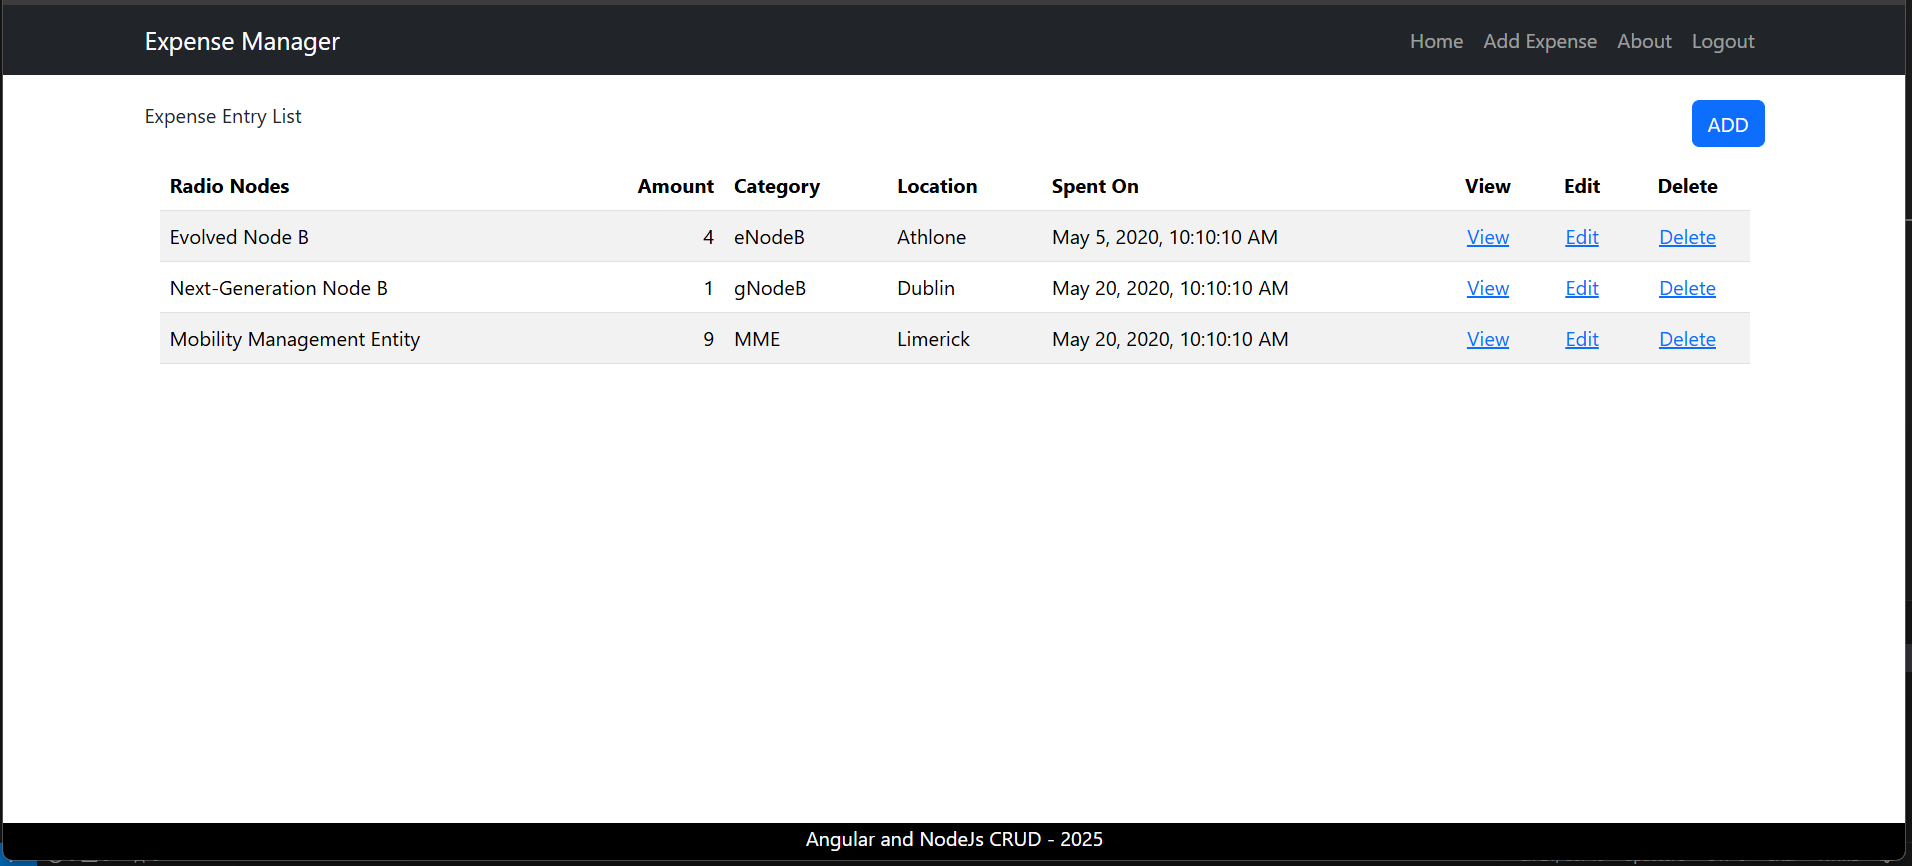 Expense Manager Home Add Expense About Logout
Expense Entry List ADD
Radio Nodes Amount Category Location Spent On View Edit Delete
Evolved Node B 4 eNodeB Athlone May 5, 2020, 10:10:10 AM View Edit Delete
Next-Generation Node B 1 gNodeB Dublin May 20, 2020, 10:10:10 AM View Edit Delete
Mobility Management Entity 9 MME Limerick May 20, 2020, 10:10:10 AM View Edit Delete
Angular and NodeJs CRUD - 2025